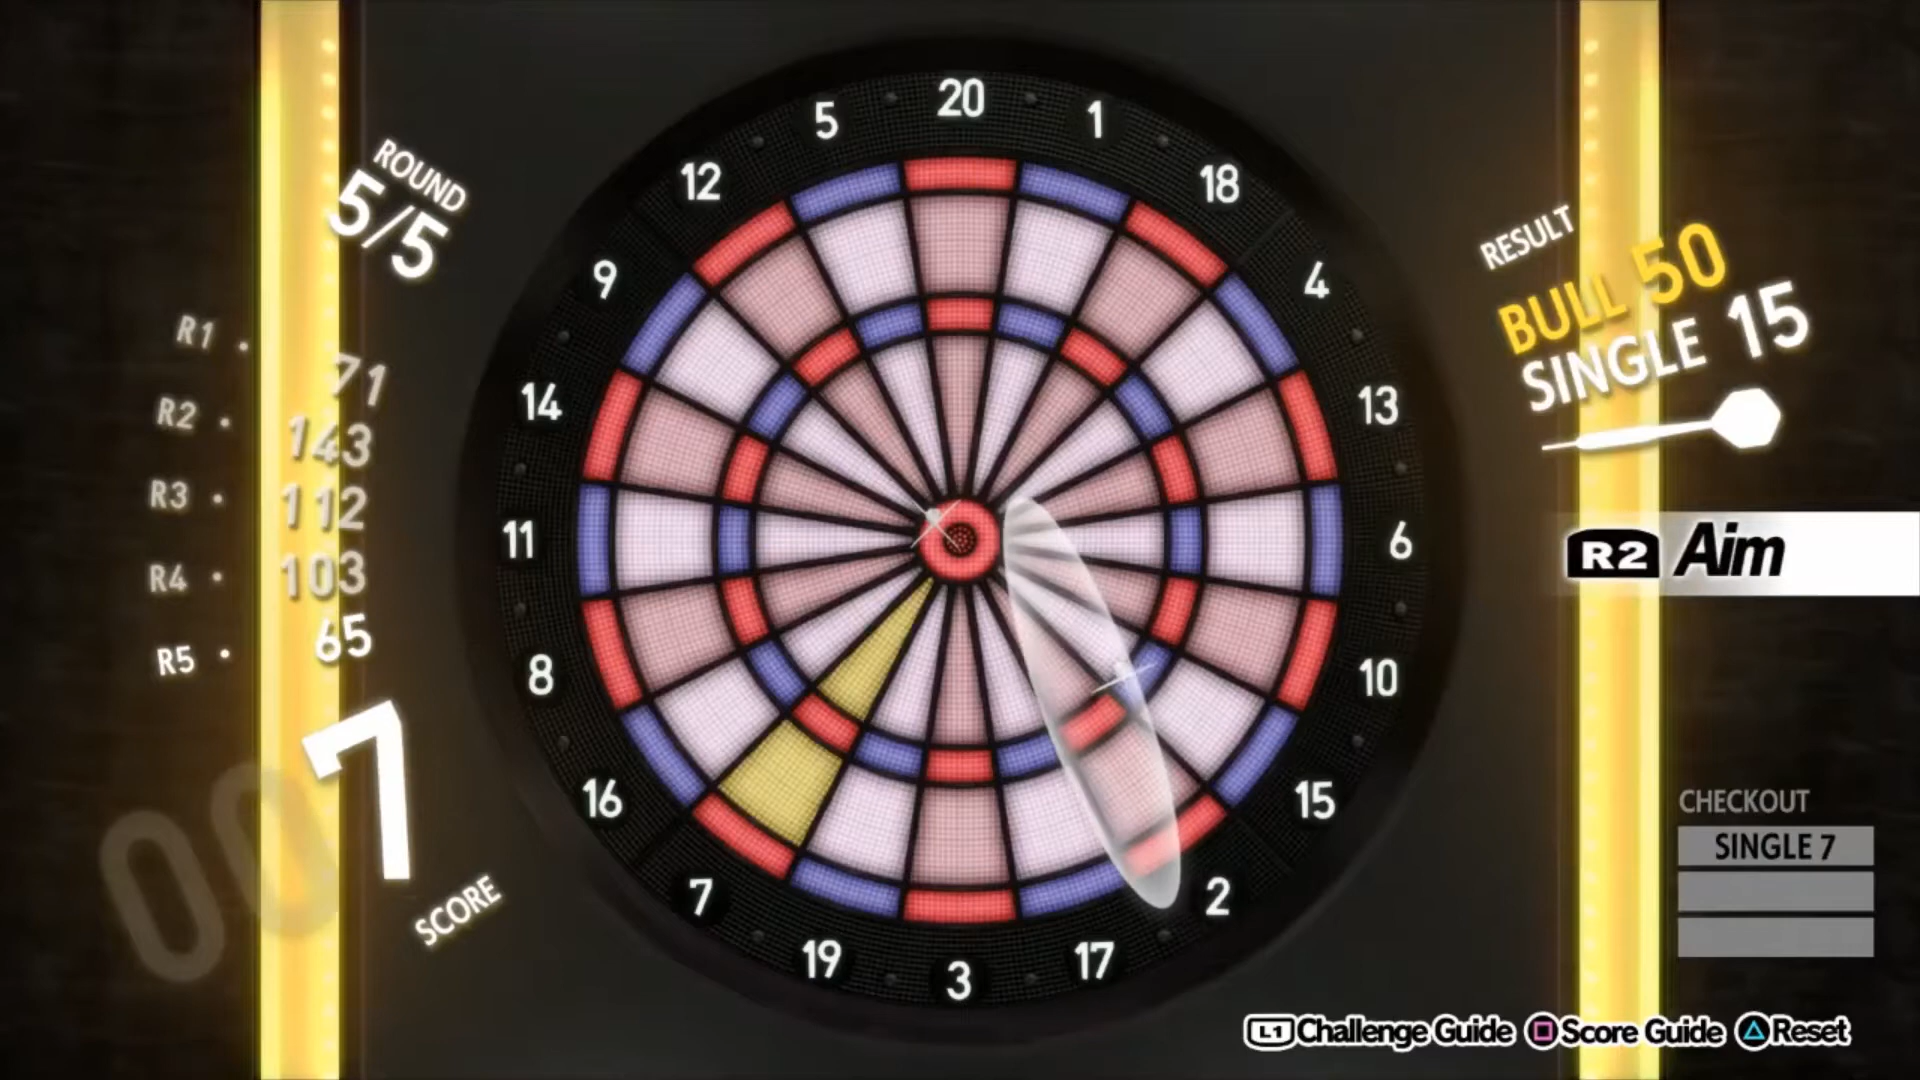 ROUND
5/5
R1 · 71
R2 · 143
R3 · 112
R4 · 103
R5 · 65
007
SCORE
20
1
18
4
13
6
10
15
2
17
3
19
7
16
8
11
14
9
12
5
RESULT
BULL 50
SINGLE 15
R2 Aim
CHECKOUT
SINGLE 7
L1 Challenge Guide Score Guide Reset